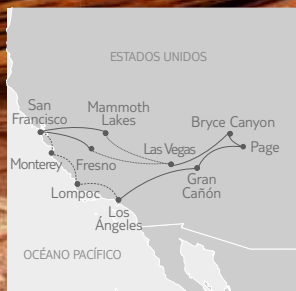 ESTADOS UNIDOS
San
Francisco
Mammoth
Lakes
Bryce Canyon
Las Vegas
Page
Monterey
Fresno
Gran
Cañón
Lompoc
Los
Ángeles
OCÉANO PACÍFICO